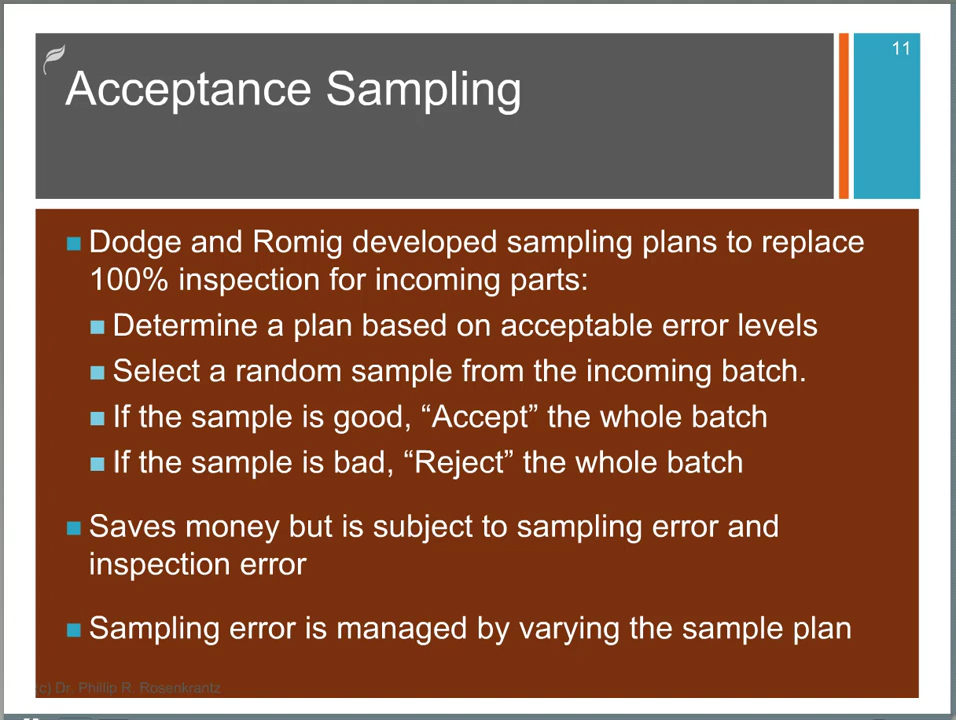 11
Acceptance Sampling
Dodge and Romig developed sampling plans to replace
100% inspection for incoming parts:
Determine a plan based on acceptable error levels
Select a random sample from the incoming batch.
If the sample is good, “Accept” the whole batch
If the sample is bad, “Reject” the whole batch
Saves money but is subject to sampling error and
inspection error
Sampling error is managed by varying the sample plan
(c) Dr. Phillip R. Rosenkrantz